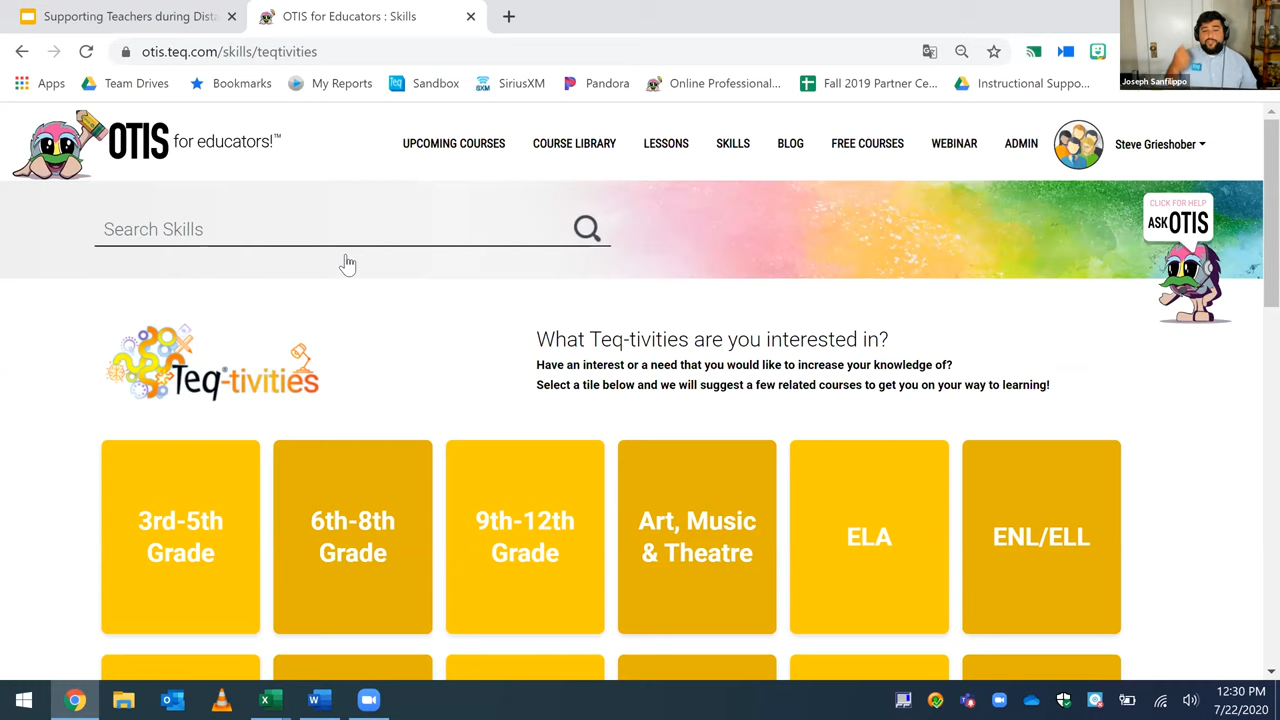 Supporting Teachers during Dista
OTIS for Educators : Skills
otis.teq.com/skills/teqtivities
Apps
Team Drives
Bookmarks
My Reports
Sandbox
SiriusXM
Pandora
Online Professional...
Fall 2019 Partner Ce...
Instructional Suppo...
Joseph Sanfilippo
OTIS for educators!™
UPCOMING COURSES
COURSE LIBRARY
LESSONS
SKILLS
BLOG
FREE COURSES
WEBINAR
ADMIN
Steve Grieshober
Search Skills
CLICK FOR HELP
ASK OTIS
Teq®-tivities
What Teq-tivities are you interested in?
Have an interest or a need that you would like to increase your knowledge of?
Select a tile below and we will suggest a few related courses to get you on your way to learning!
3rd-5th
Grade
6th-8th
Grade
9th-12th
Grade
Art, Music
& Theatre
ELA
ENL/ELL
12:30 PM
7/22/2020